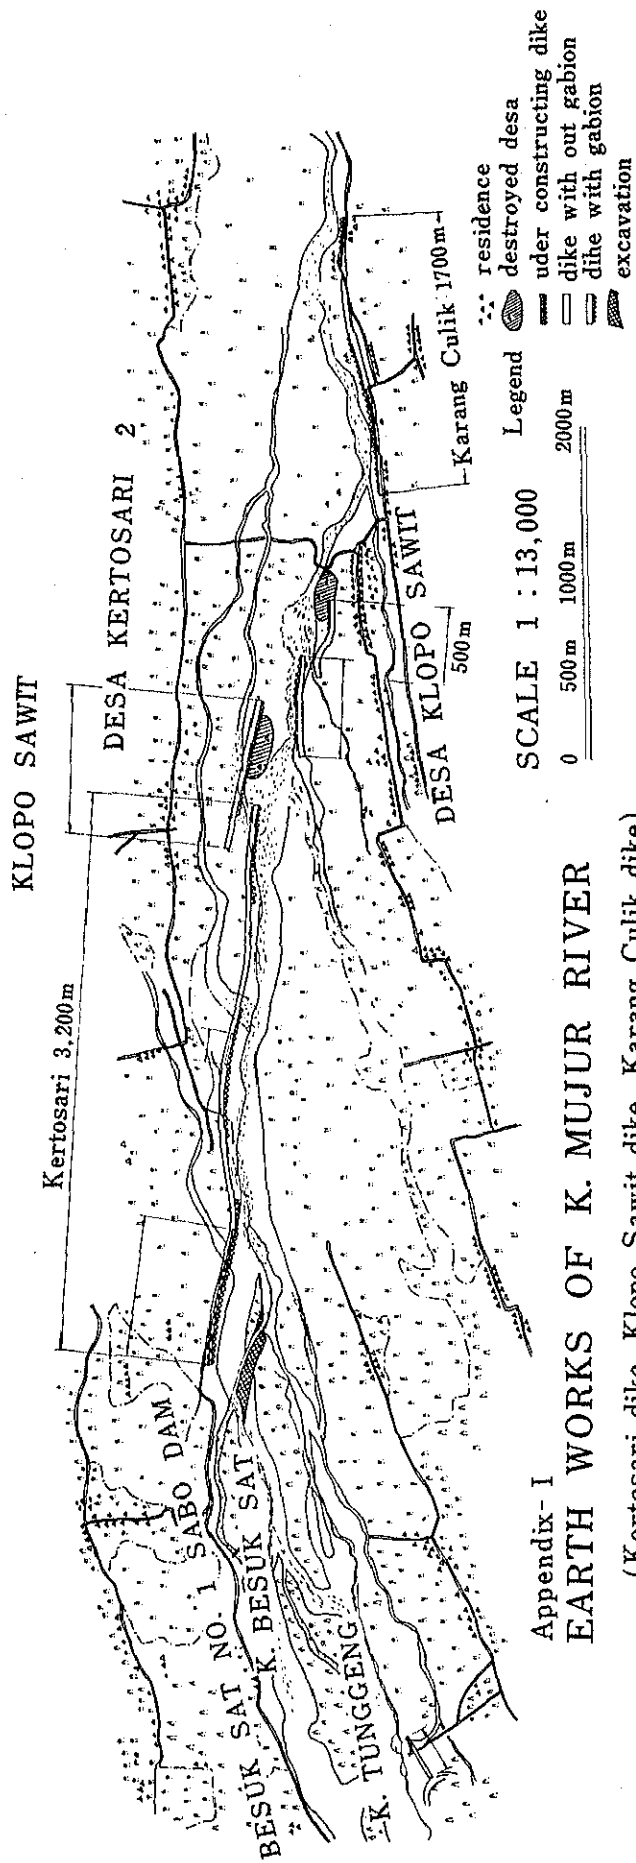 KLOPO SAWIT
Kertosari 3,200m
DESA KERTOSARI 2
BESUK SAT NO. 1 SABO DAM
K. BESUK SAT
K. TUNGGENG
500m
DESA KLOPO SAWIT
Karang Culik 1700m
SCALE 1 : 13,000
0 500m 1000m 2000m
Legend
residence
destroyed desa
uder constructing dike
dike with out gabion
dihe with gabion
excavation
Appendix-I
EARTH WORKS OF K. MUJUR RIVER
(Kertosari dike, Klopo Sawit dike, Karang Culik dike)